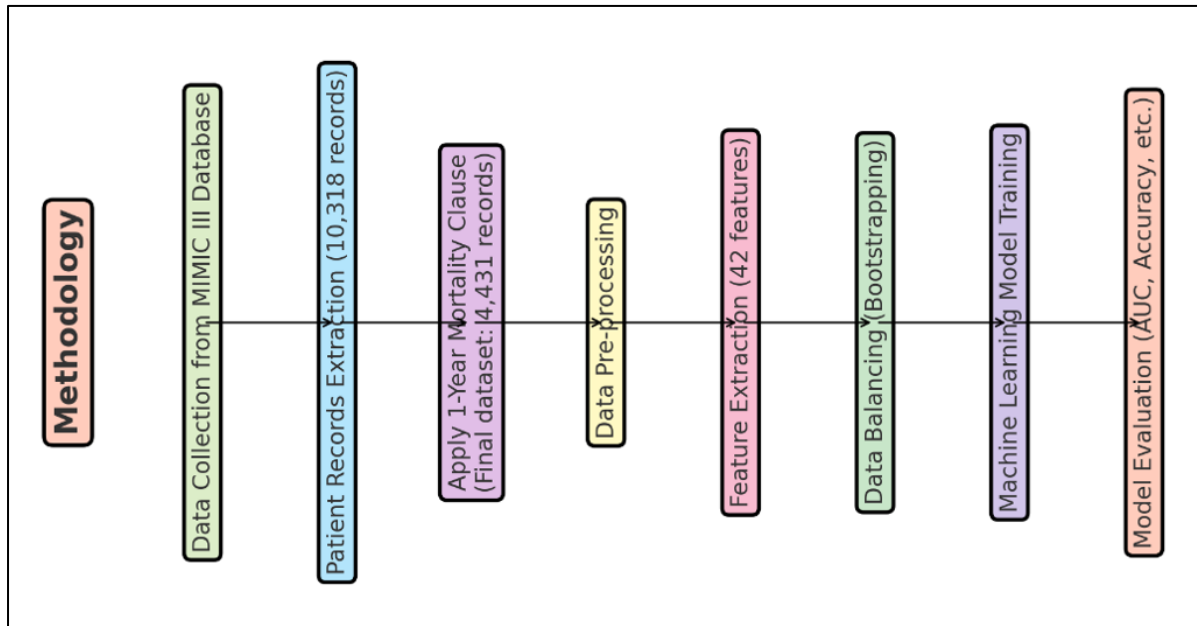 Methodology
Data Collection from MIMIC III Database
Patient Records Extraction (10,318 records)
Apply 1-Year Mortality Clause
(Final dataset: 4,431 records)
Data Pre-processing
Feature Extraction (42 features)
Data Balancing (Bootstrapping)
Machine Learning Model Training
Model Evaluation (AUC, Accuracy, etc.)